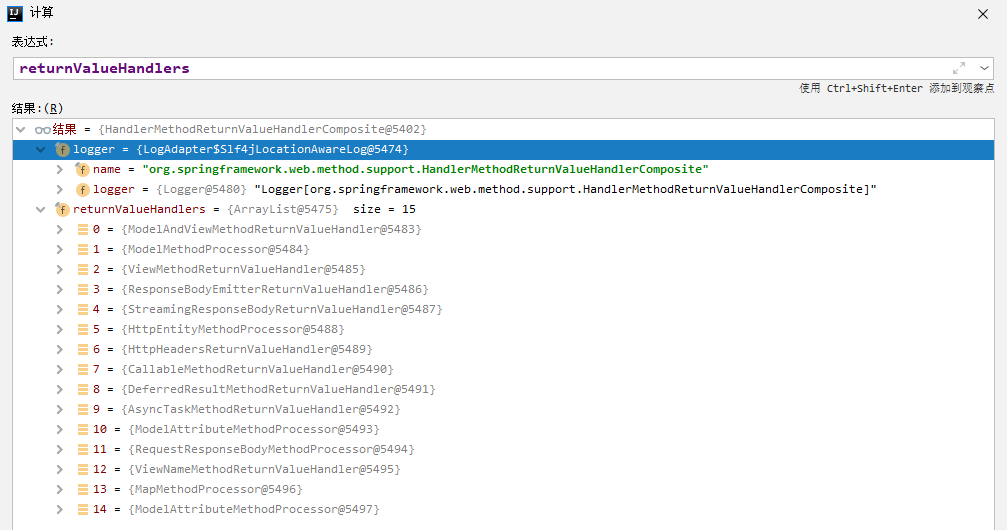 计算
表达式:
returnValueHandlers
使用 Ctrl+Shift+Enter 添加到观察点
结果:(R)
结果 = {HandlerMethodReturnValueHandlerComposite@5402}
logger = {LogAdapter$Slf4jLocationAwareLog@5474}
name = "org.springframework.web.method.support.HandlerMethodReturnValueHandlerComposite"
logger = {Logger@5480} "Logger[org.springframework.web.method.support.HandlerMethodReturnValueHandlerComposite]"
returnValueHandlers = {ArrayList@5475} size = 15
0 = {ModelAndViewMethodReturnValueHandler@5483}
1 = {ModelMethodProcessor@5484}
2 = {ViewMethodReturnValueHandler@5485}
3 = {ResponseBodyEmitterReturnValueHandler@5486}
4 = {StreamingResponseBodyReturnValueHandler@5487}
5 = {HttpEntityMethodProcessor@5488}
6 = {HttpHeadersReturnValueHandler@5489}
7 = {CallableMethodReturnValueHandler@5490}
8 = {DeferredResultMethodReturnValueHandler@5491}
9 = {AsyncTaskMethodReturnValueHandler@5492}
10 = {ModelAttributeMethodProcessor@5493}
11 = {RequestResponseBodyMethodProcessor@5494}
12 = {ViewNameMethodReturnValueHandler@5495}
13 = {MapMethodProcessor@5496}
14 = {ModelAttributeMethodProcessor@5497}